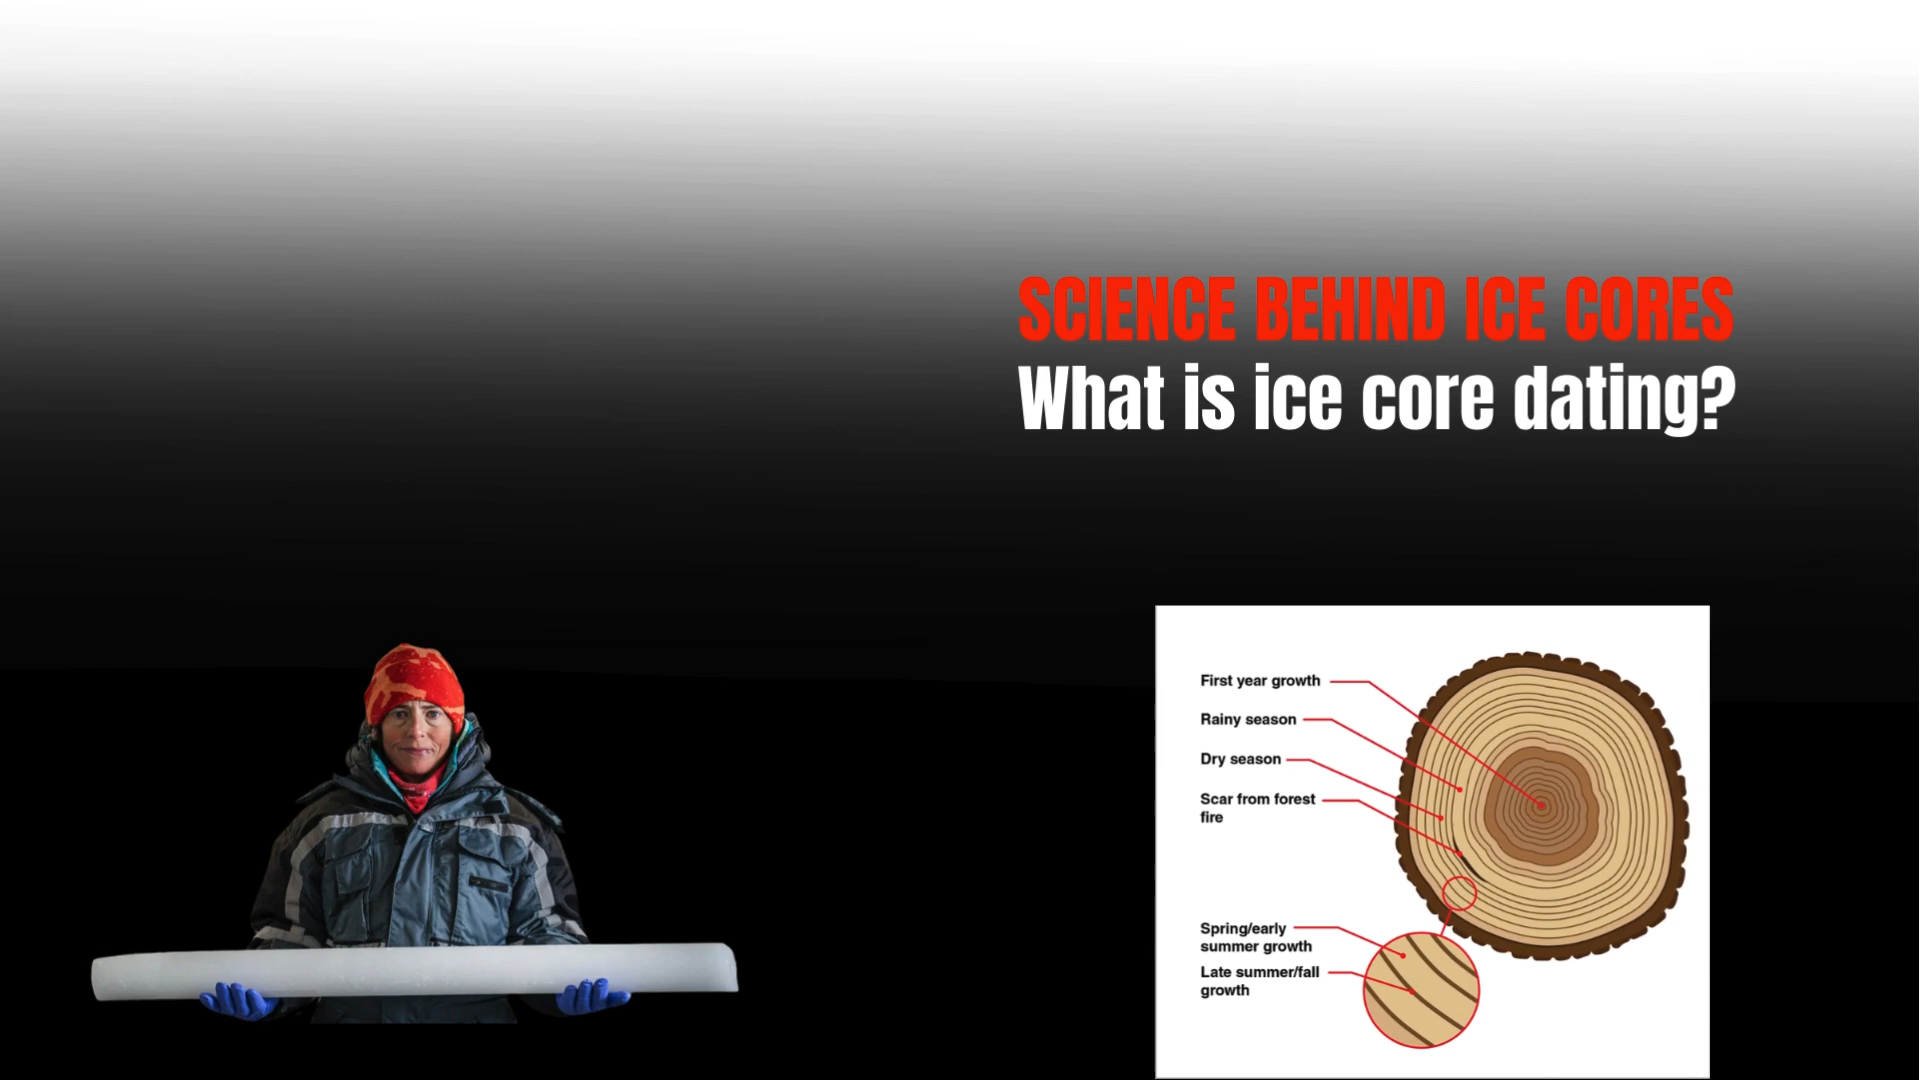 SCIENCE BEHIND ICE CORES
What is ice core dating?
First year growth
Rainy season
Dry season
Scar from forest
fire
Spring/early
summer growth
Late summer/fall
growth